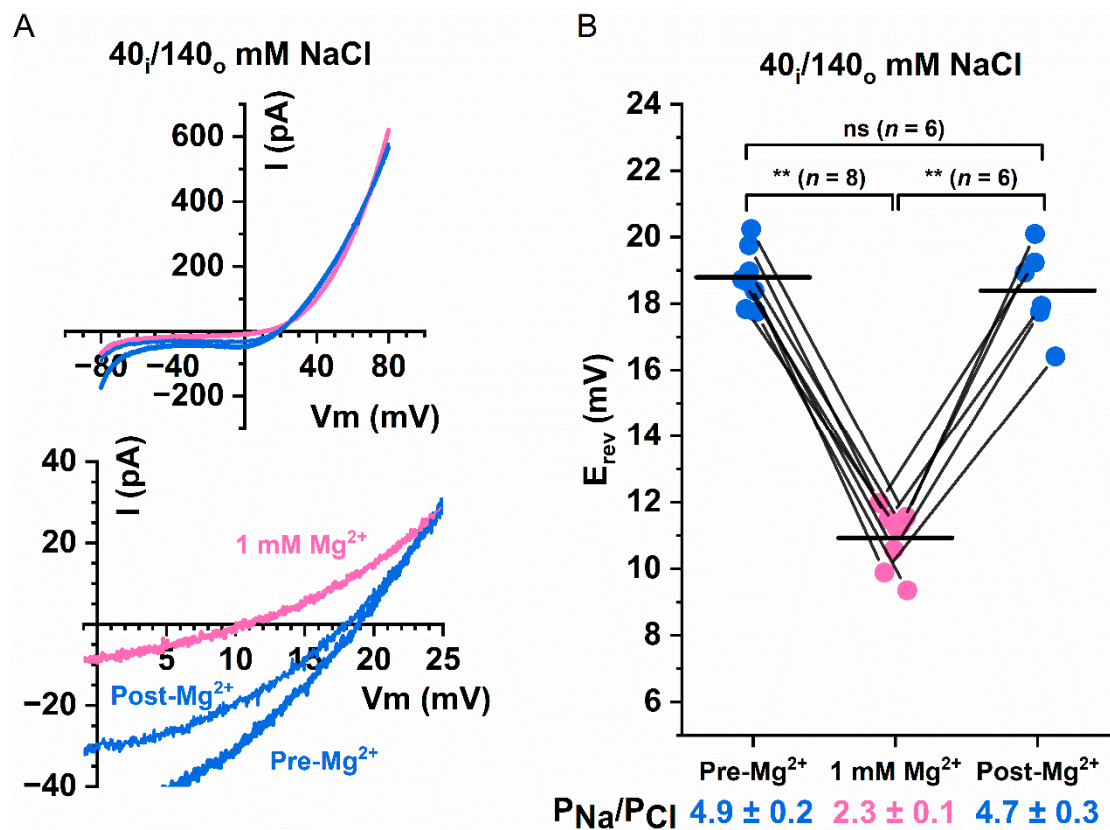 A
40ᵢ/140ₒ mM NaCl
I (pA)
600
400
200
−80
−40
40
80
−200
Vm (mV)
40
I (pA)
20
1 mM Mg²⁺
5
10
15
20
25
Post-Mg²⁺
Vm (mV)
−20
Pre-Mg²⁺
−40
B
40ᵢ/140ₒ mM NaCl
24
ns (n = 6)
22
** (n = 8)
** (n = 6)
20
18
16
Erev (mV)
14
12
10
8
6
Pre-Mg²⁺ 1 mM Mg²⁺ Post-Mg²⁺
PNa/PCl 4.9 ± 0.2 2.3 ± 0.1 4.7 ± 0.3